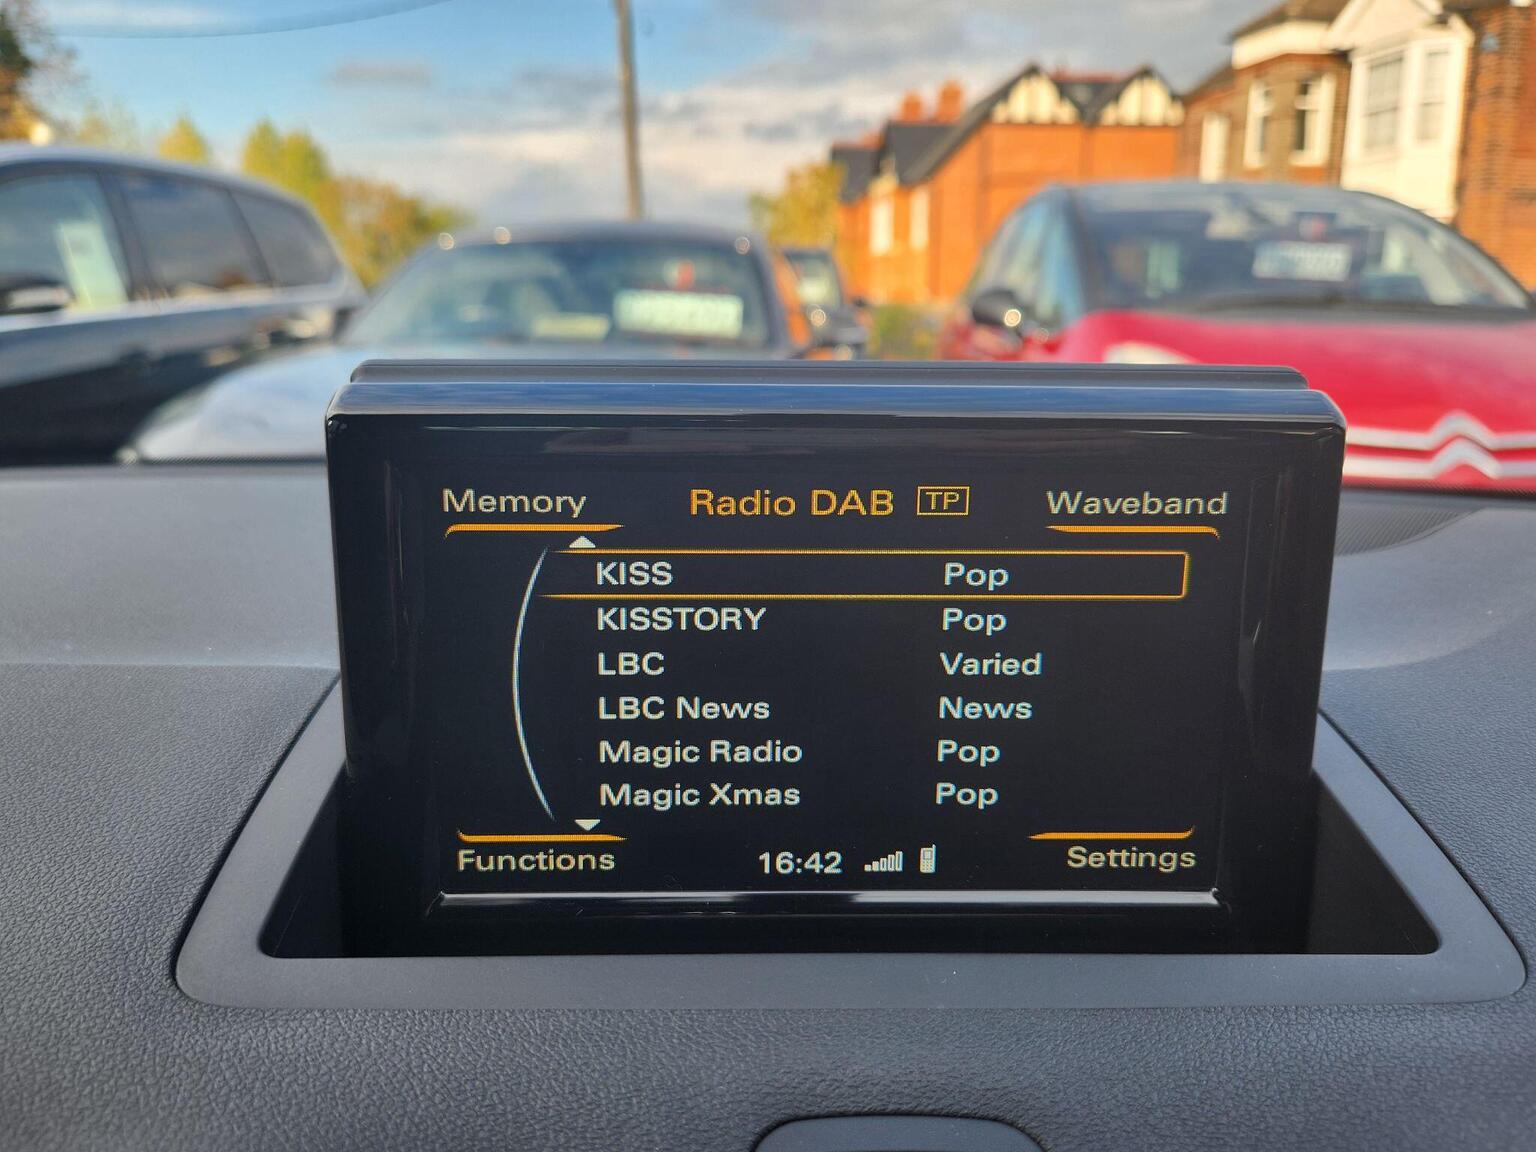 Memory Radio DAB TP Waveband
KISS Pop
KISSTORY Pop
LBC Varied
LBC News News
Magic Radio Pop
Magic Xmas Pop
Functions 16:42 Settings